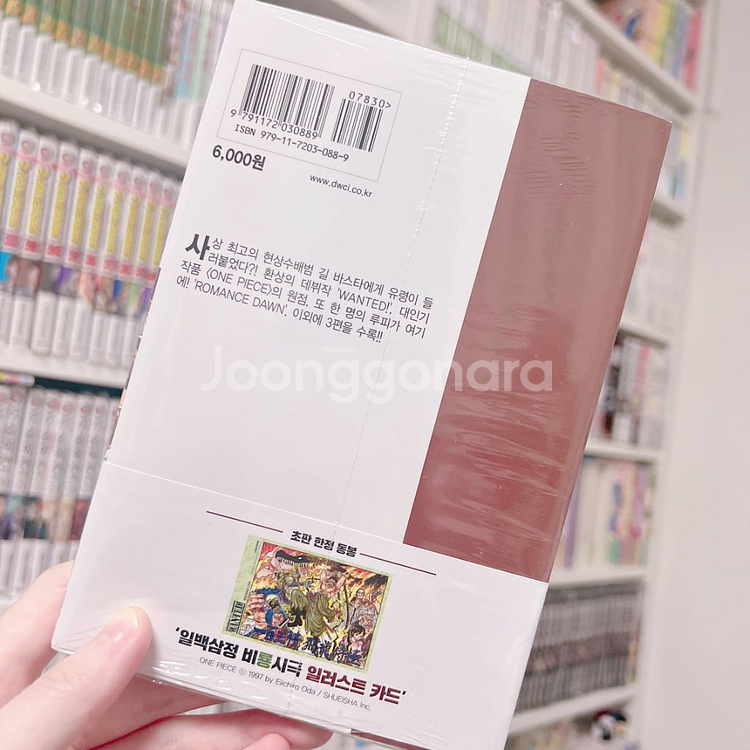 07830>
9 791172 030889
ISBN 979-11-7203-088-9
6,000원
www.dwci.co.kr
사상 최고의 현상수배범 길 바스타에게 유령이 들
러붙었다?! 환상의 데뷔작 'WANTED!', 대인기
작품 〈ONE PIECE〉의 원점, 또 한 명의 루피가 여기
에! 'ROMANCE DAWN', 이외에 3편을 수록!!
Joonggonara
초판 한정 동봉
'일백삼정 비룡시극 일러스트 카드'
ONE PIECE © 1997 by Eiichiro Oda / SHUEISHA Inc.